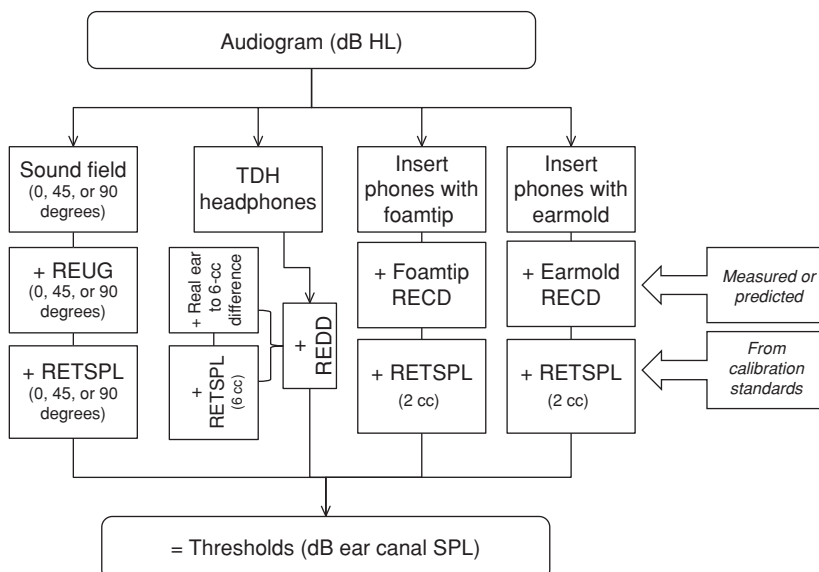 Audiogram (dB HL)
Sound field
(0, 45, or 90
degrees)
TDH
headphones
Insert
phones with
foamtip
Insert
phones with
earmold
+ REUG
(0, 45, or 90
degrees)
+ Real ear
to 6-cc
difference
+
REDD
+ Foamtip
RECD
+ Earmold
RECD
Measured or
predicted
+ RETSPL
(0, 45, or 90
degrees)
+
RETSPL
(6 cc)
+ RETSPL
(2 cc)
+ RETSPL
(2 cc)
From
calibration
standards
= Thresholds (dB ear canal SPL)